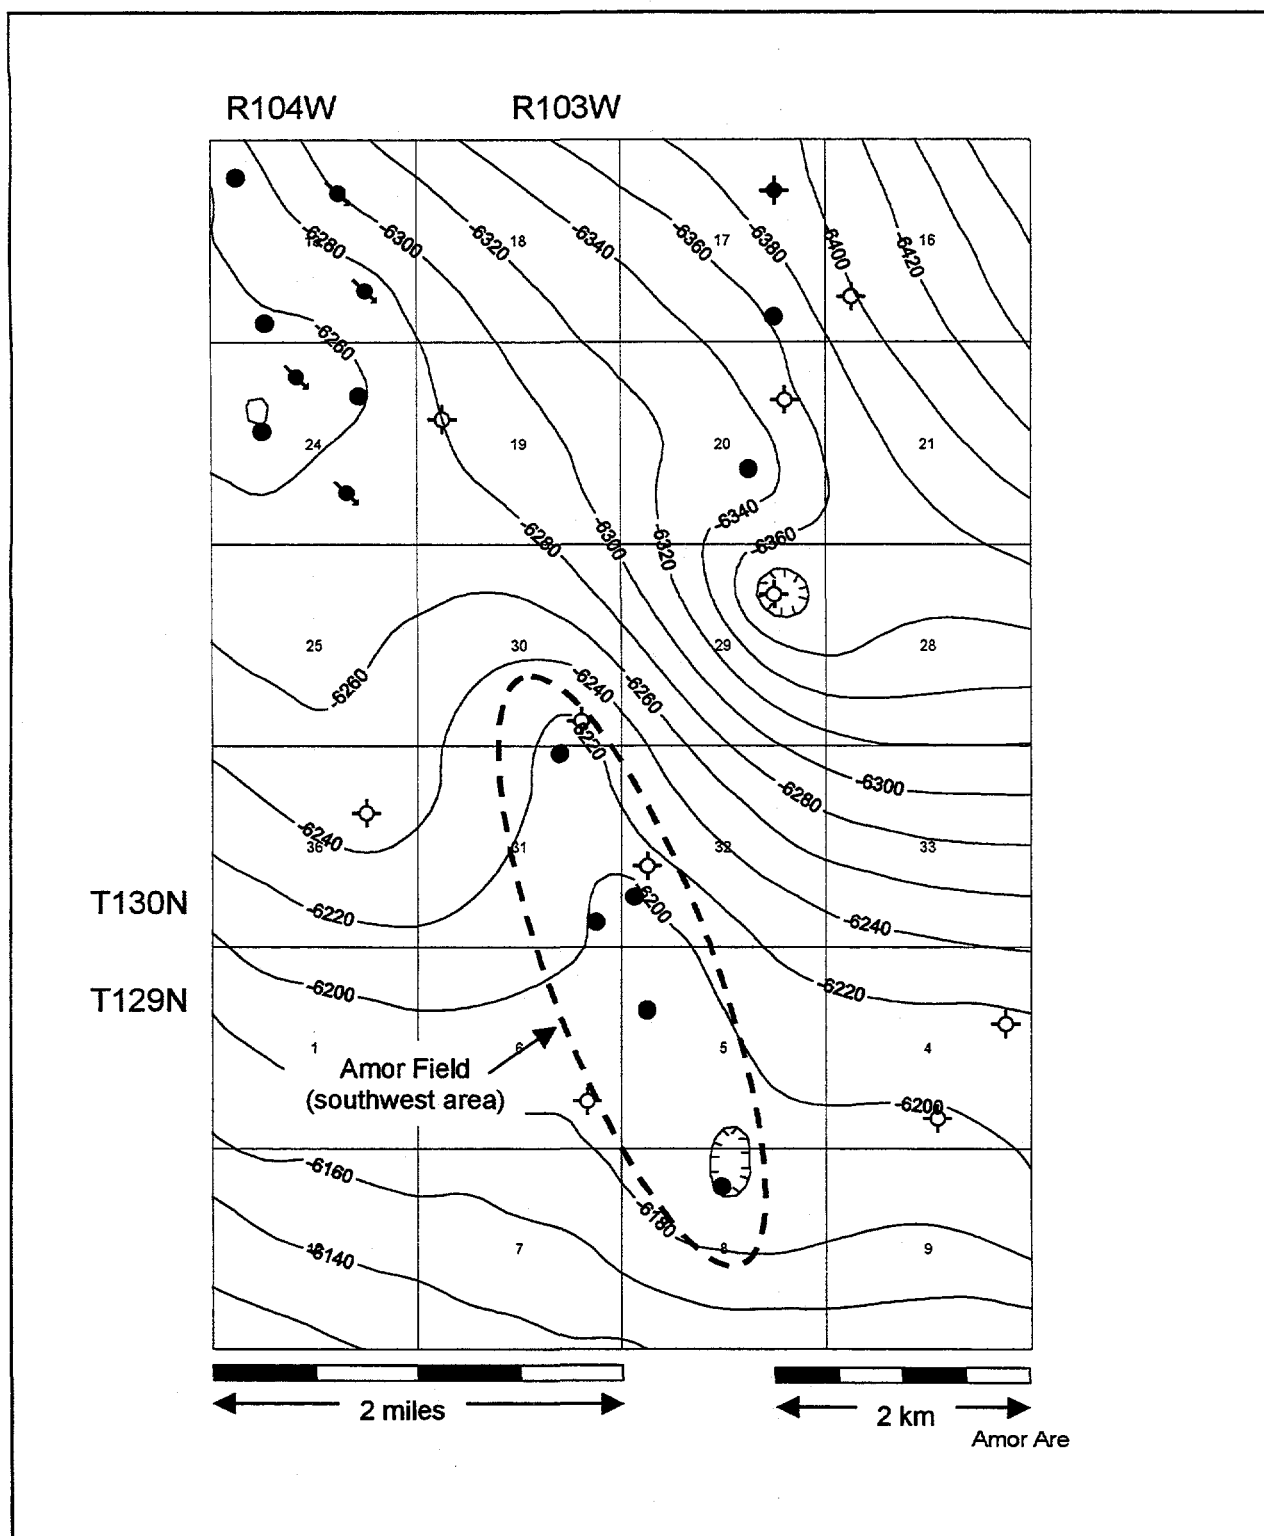 R104W R103W
-6280 -6300 -6320 18 -6340 -6360 17 -6380 -6400 -6420 16
-6260
24 19 20 21
-6280 -6300 -6320 -6340 -6360
25 30 29 28
-6260 -6240 -6260
-6220
-6280 -6300
-6240
36 31 32 33
T130N
-6220 -6200 -6240
T129N
-6200 -6220
1 6 5 4
Amor Field
(southwest area)
-6200
-6160
-6180
-6140 7 8 9
2 miles 2 km
Amor Are